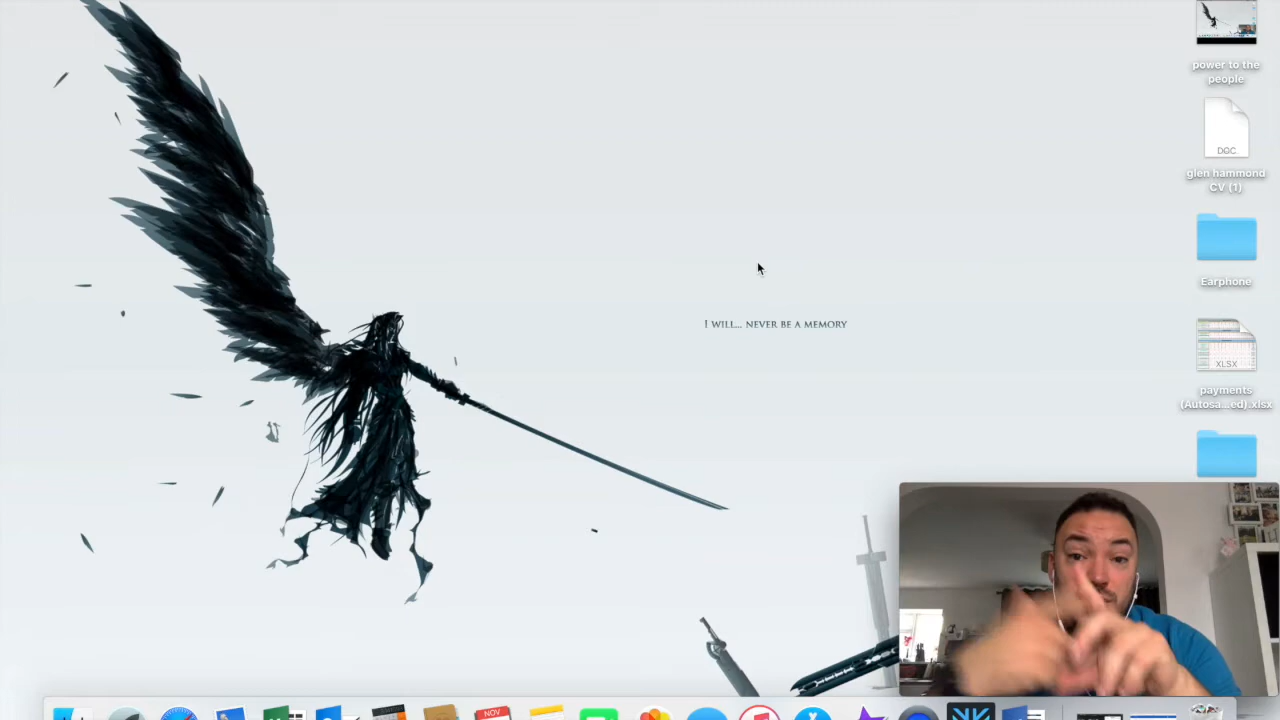 power to the
people
DOC
glen hammond
CV (1)
Earphone
I WILL... NEVER BE A MEMORY
XLSX
payments
(Autosa...ed).xlsx
NOV